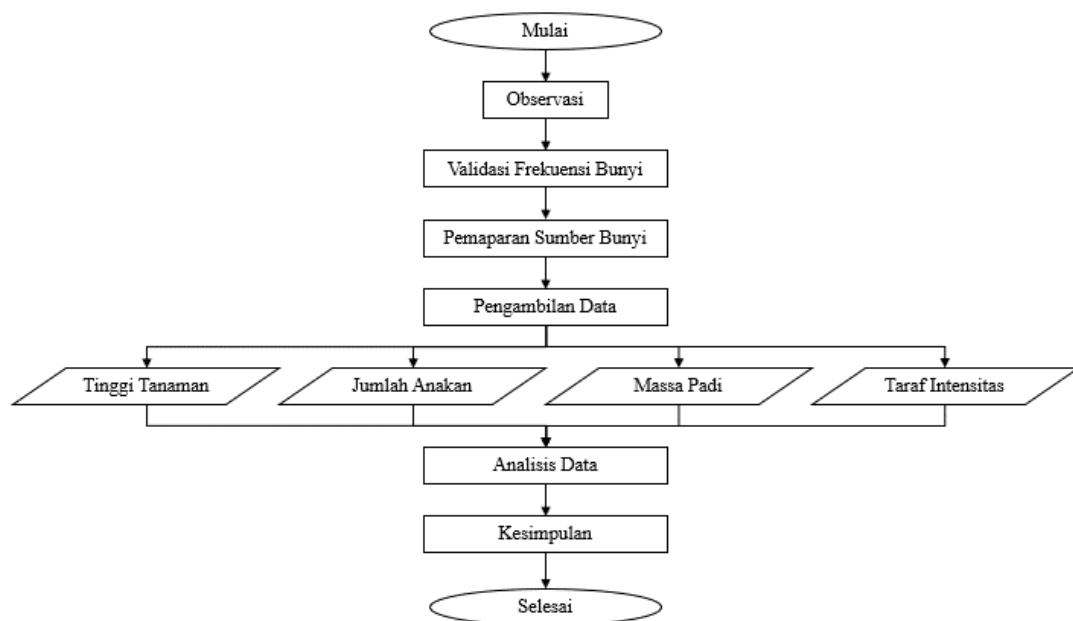 Mulai
Observasi
Validasi Frekuensi Bunyi
Pemaparan Sumber Bunyi
Pengambilan Data
Tinggi Tanaman
Jumlah Anakan
Massa Padi
Taraf Intensitas
Analisis Data
Kesimpulan
Selesai